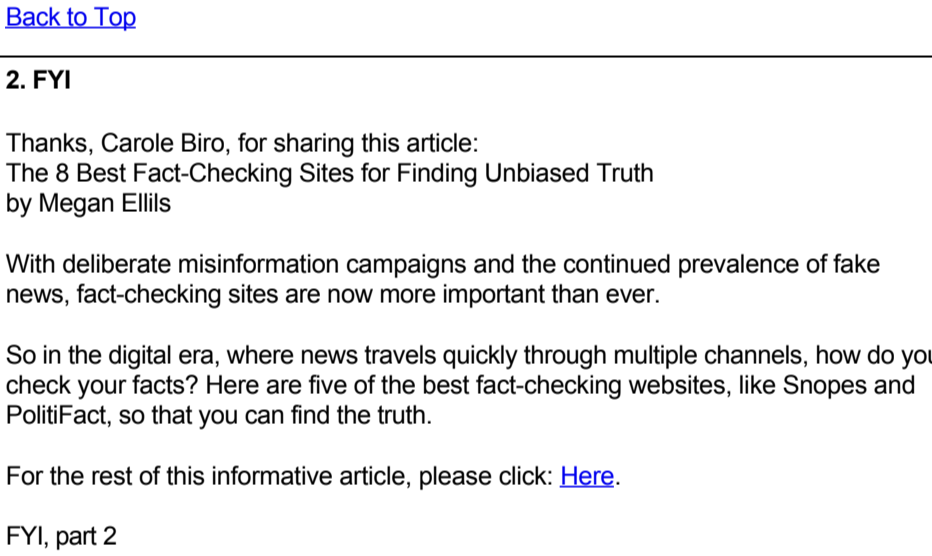 Back to Top
2. FYI
Thanks, Carole Biro, for sharing this article:
The 8 Best Fact-Checking Sites for Finding Unbiased Truth
by Megan Ellils
With deliberate misinformation campaigns and the continued prevalence of fake
news, fact-checking sites are now more important than ever.
So in the digital era, where news travels quickly through multiple channels, how do you
check your facts? Here are five of the best fact-checking websites, like Snopes and
PolitiFact, so that you can find the truth.
For the rest of this informative article, please click: Here.
FYI, part 2